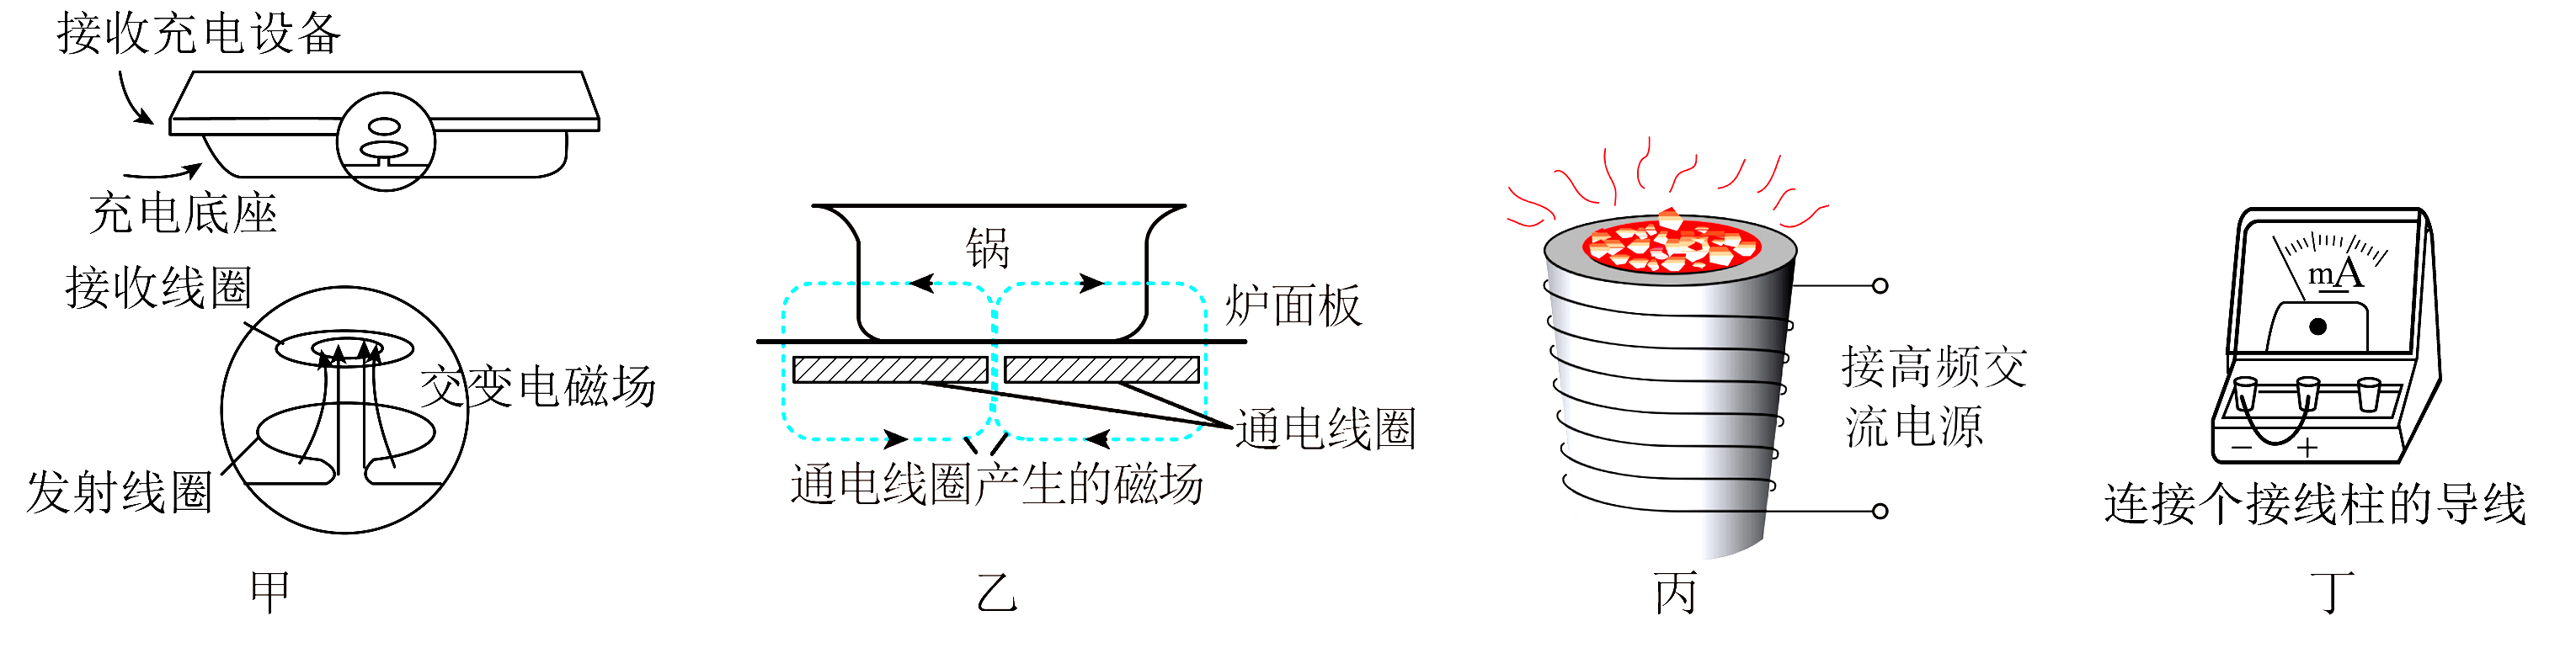 接收充电设备
充电底座
接收线圈
交变电磁场
发射线圈
甲
锅
炉面板
通电线圈
通电线圈产生的磁场
乙
接高频交
流电源
丙
mA
− +
连接个接线柱的导线
丁